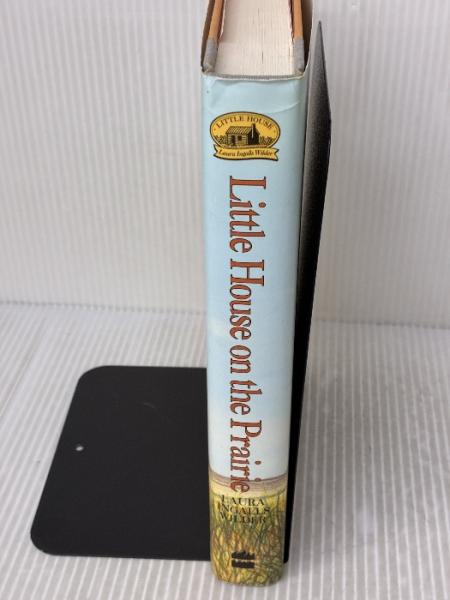 LITTLE HOUSE
Laura Ingalls Wilder
Little House on the Prairie
LAURA
INGALLS
WILDER